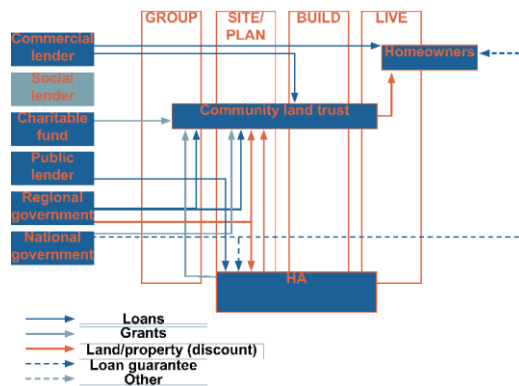 GROUP
SITE/
PLAN
BUILD
LIVE
Commercial
lender
Homeowners
Social
lender
Charitable
fund
Community land trust
Public
lender
Regional
government
National
government
HA
Loans
Grants
Land/property (discount)
Loan guarantee
Other